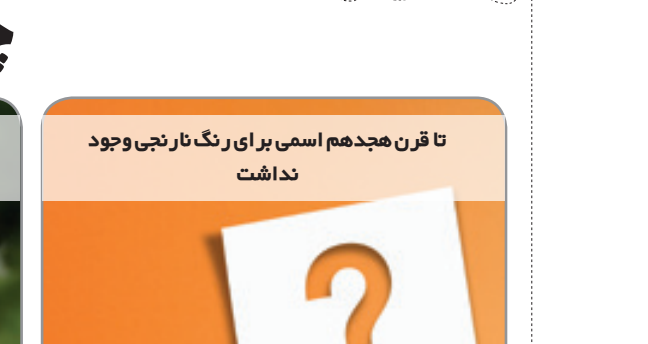 تا قرن هجدهم اسمی برای رنگ نارنجی وجود
نداشت
?